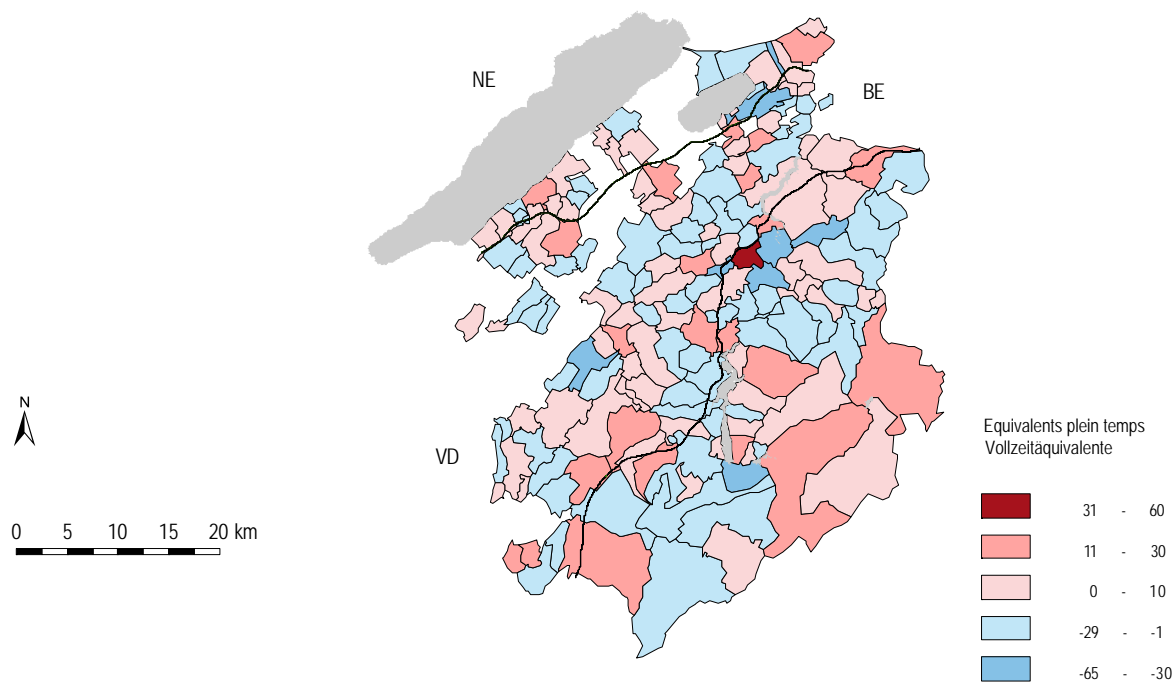 NE
BE
N
VD
0 5 10 15 20 km
Equivalents plein temps
Vollzeitäquivalente
31 - 60
11 - 30
0 - 10
-29 - -1
-65 - -30